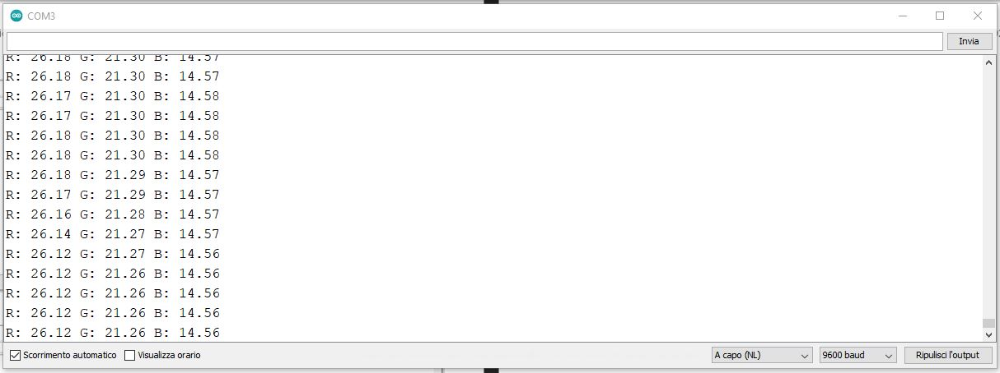 COM3
Invia
R: 26.18 G: 21.30 B: 14.57
R: 26.18 G: 21.30 B: 14.57
R: 26.17 G: 21.30 B: 14.58
R: 26.17 G: 21.30 B: 14.58
R: 26.18 G: 21.30 B: 14.58
R: 26.18 G: 21.30 B: 14.58
R: 26.18 G: 21.29 B: 14.57
R: 26.17 G: 21.29 B: 14.57
R: 26.16 G: 21.28 B: 14.57
R: 26.14 G: 21.27 B: 14.57
R: 26.12 G: 21.27 B: 14.56
R: 26.12 G: 21.26 B: 14.56
R: 26.12 G: 21.26 B: 14.56
R: 26.12 G: 21.26 B: 14.56
R: 26.12 G: 21.26 B: 14.56
Scorrimento automatico Visualizza orario A capo (NL) 9600 baud Ripulisci l'output